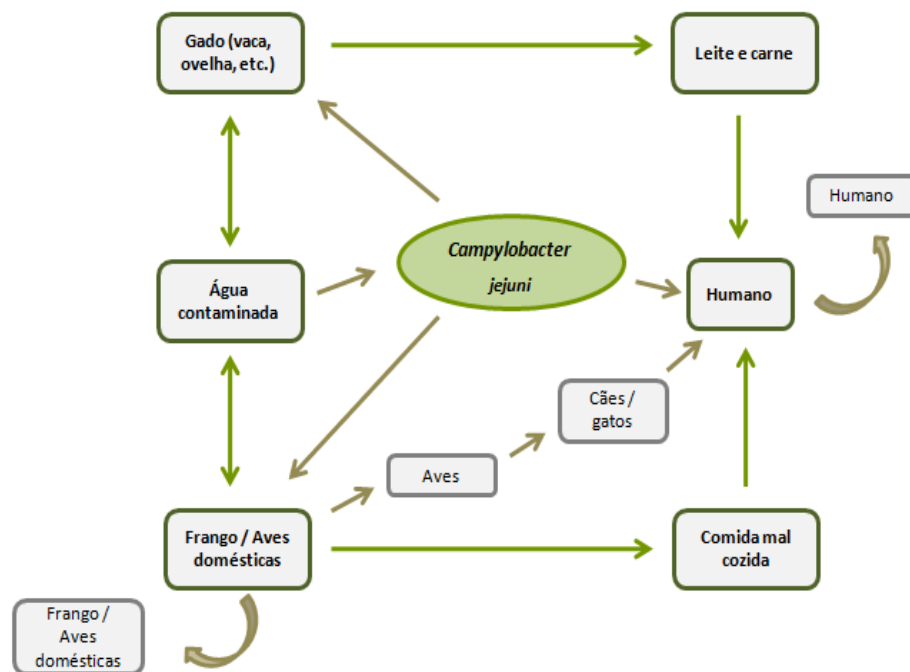 Gado (vaca,
ovelha, etc.)
Leite e carne
Humano
Campylobacter
jejuni
Água
contaminada
Humano
Cães /
gatos
Aves
Frango / Aves
domésticas
Comida mal
cozida
Frango /
Aves
domésticas